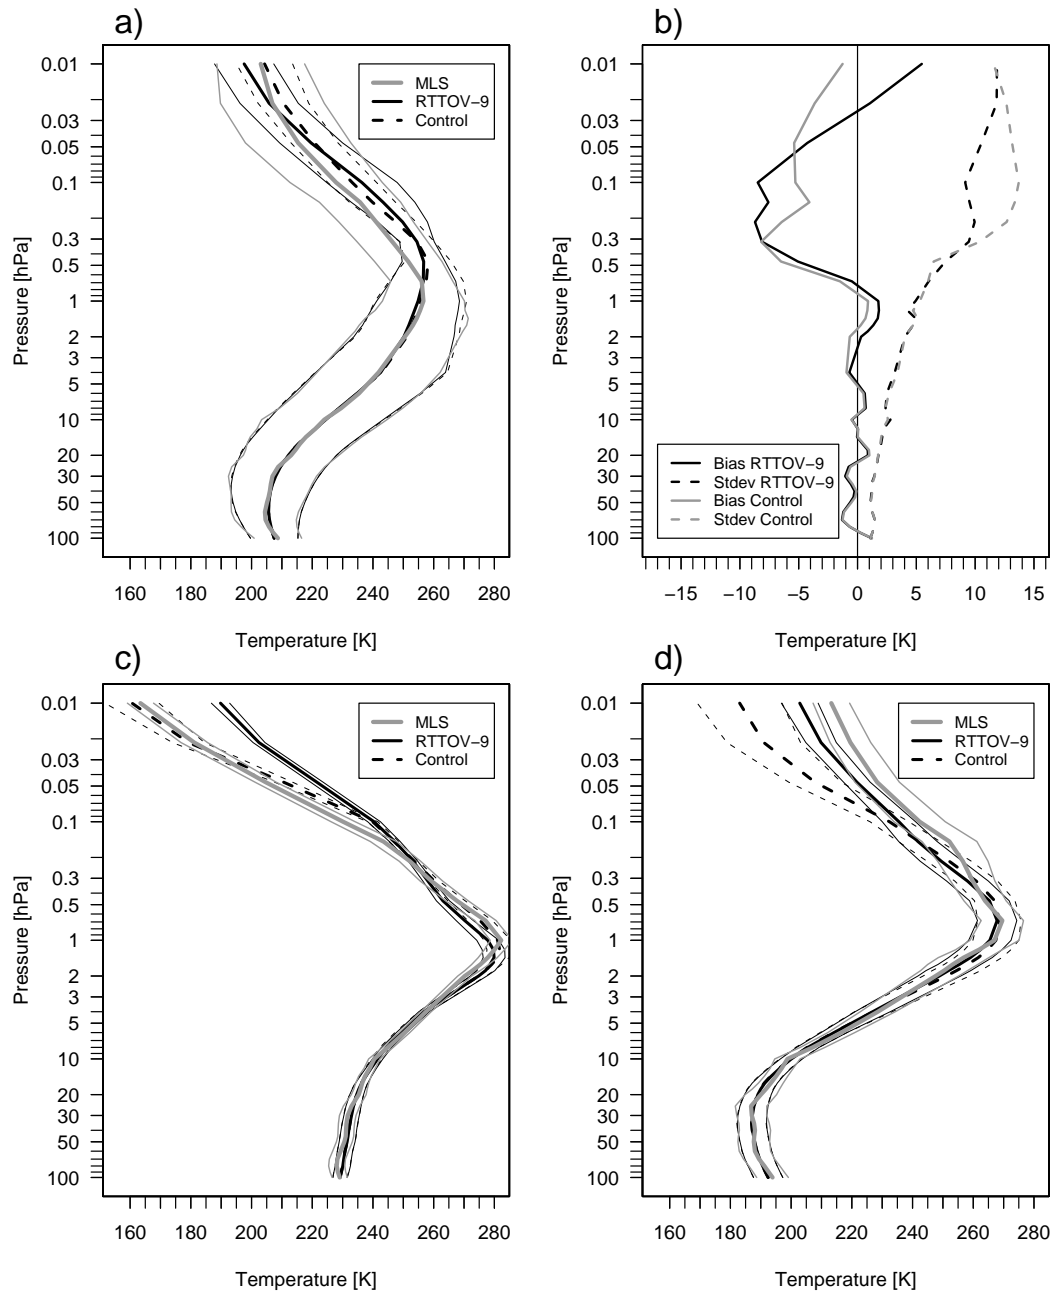 a)
0.01
0.03
0.05
0.1
0.3
0.5
1
2
3
5
10
20
30
50
100
Pressure [hPa]
MLS
RTTOV−9
Control
160 180 200 220 240 260 280
Temperature [K]
b)
0.01
0.03
0.05
0.1
0.3
0.5
1
2
3
5
10
20
30
50
100
Pressure [hPa]
Bias RTTOV−9
Stdev RTTOV−9
Bias Control
Stdev Control
−15 −10 −5 0 5 10 15
Temperature [K]
c)
0.01
0.03
0.05
0.1
0.3
0.5
1
2
3
5
10
20
30
50
100
Pressure [hPa]
MLS
RTTOV−9
Control
160 180 200 220 240 260 280
Temperature [K]
d)
0.01
0.03
0.05
0.1
0.3
0.5
1
2
3
5
10
20
30
50
100
Pressure [hPa]
MLS
RTTOV−9
Control
160 180 200 220 240 260 280
Temperature [K]